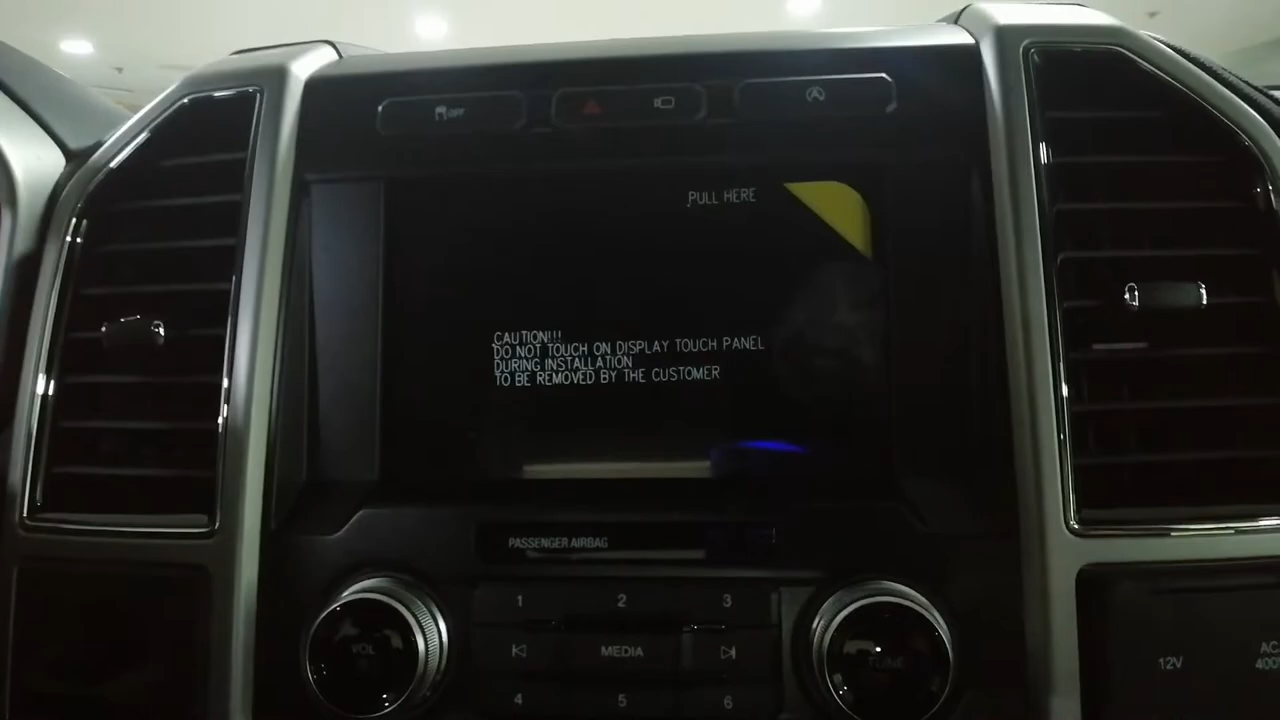 OFF
PULL HERE
CAUTION!!!
DO NOT TOUCH ON DISPLAY TOUCH PANEL
DURING INSTALLATION
TO BE REMOVED BY THE CUSTOMER
PASSENGER AIRBAG
1 2 3
VOL
MEDIA
TUNE
12V
4 5 6